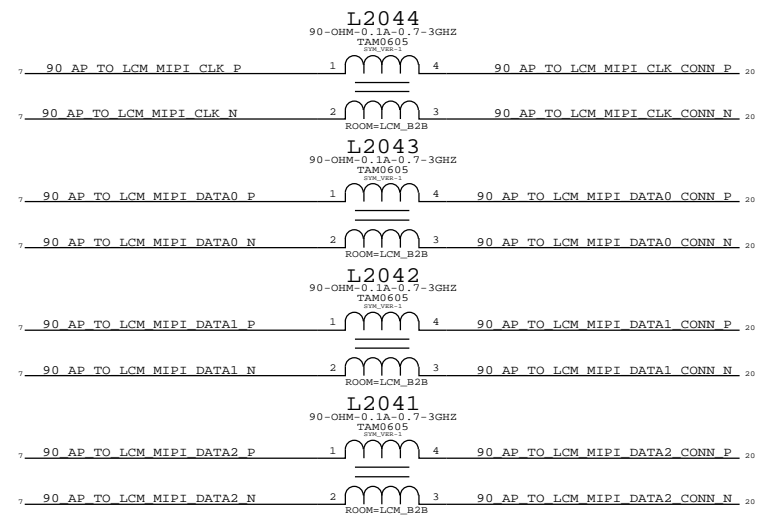 L2044
90-OHM-0.1A-0.7-3GHZ
TAM0605
SYM_VER-1
7 90_AP_TO_LCM_MIPI_CLK_P 1 4 90_AP_TO_LCM_MIPI_CLK_CONN_P 20
7 90_AP_TO_LCM_MIPI_CLK_N 2 3 90_AP_TO_LCM_MIPI_CLK_CONN_N 20
ROOM=LCM_B2B
L2043
90-OHM-0.1A-0.7-3GHZ
TAM0605
SYM_VER-1
7 90_AP_TO_LCM_MIPI_DATA0_P 1 4 90_AP_TO_LCM_MIPI_DATA0_CONN_P 20
7 90_AP_TO_LCM_MIPI_DATA0_N 2 3 90_AP_TO_LCM_MIPI_DATA0_CONN_N 20
ROOM=LCM_B2B
L2042
90-OHM-0.1A-0.7-3GHZ
TAM0605
SYM_VER-1
7 90_AP_TO_LCM_MIPI_DATA1_P 1 4 90_AP_TO_LCM_MIPI_DATA1_CONN_P 20
7 90_AP_TO_LCM_MIPI_DATA1_N 2 3 90_AP_TO_LCM_MIPI_DATA1_CONN_N 20
ROOM=LCM_B2B
L2041
90-OHM-0.1A-0.7-3GHZ
TAM0605
SYM_VER-1
7 90_AP_TO_LCM_MIPI_DATA2_P 1 4 90_AP_TO_LCM_MIPI_DATA2_CONN_P 20
7 90_AP_TO_LCM_MIPI_DATA2_N 2 3 90_AP_TO_LCM_MIPI_DATA2_CONN_N 20
ROOM=LCM_B2B